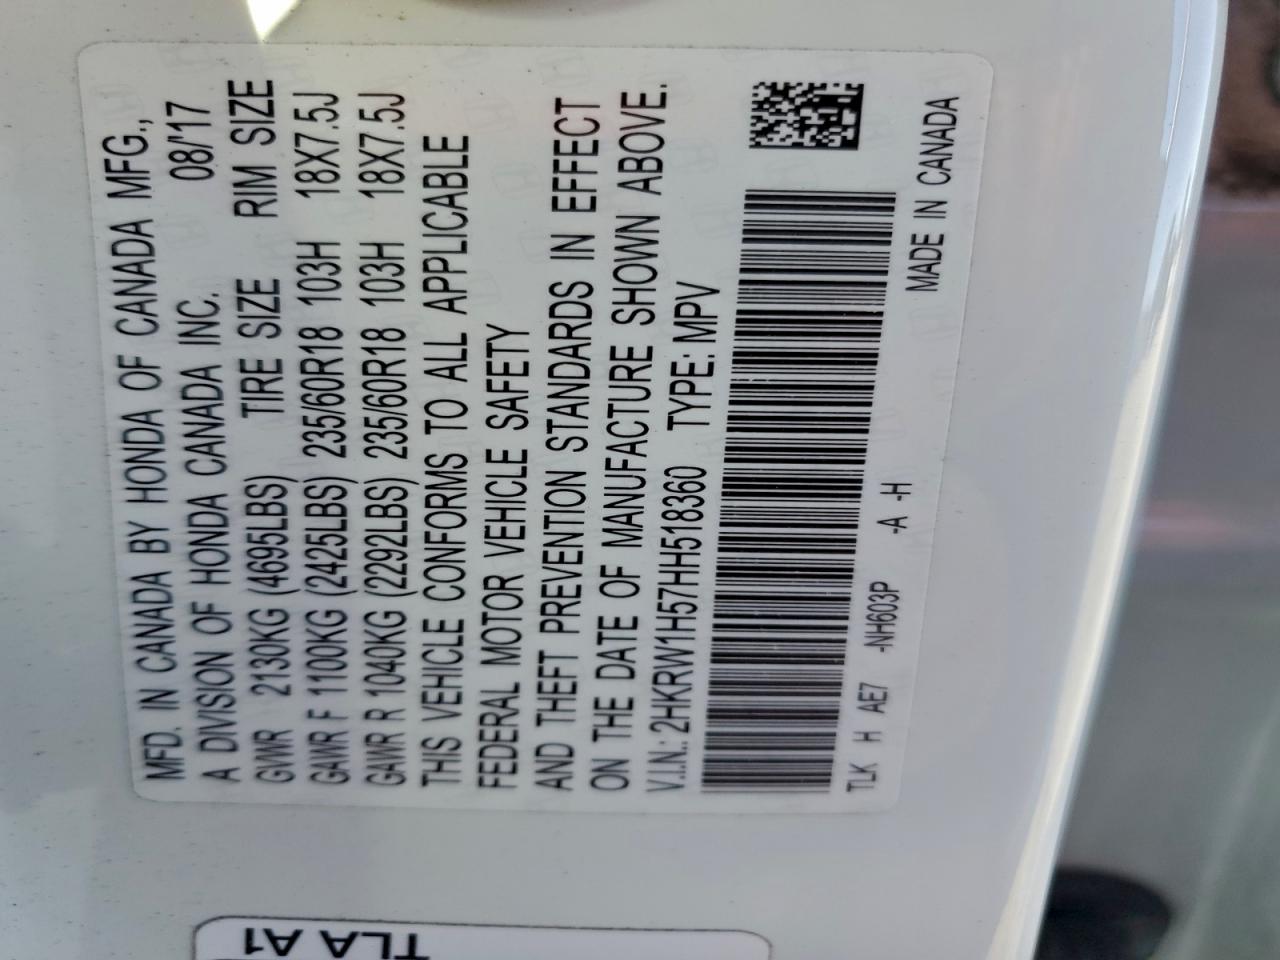 MFD. IN CANADA BY HONDA OF CANADA MFG.,
A DIVISION OF HONDA CANADA INC. 08/'17
GVWR 2130KG (4695LBS) TIRE SIZE RIM SIZE
GAWR F 1100KG (2425LBS) 235/60R18 103H 18X7.5J
GAWR R 1040KG (2292LBS) 235/60R18 103H 18X7.5J
THIS VEHICLE CONFORMS TO ALL APPLICABLE
FEDERAL MOTOR VEHICLE SAFETY
AND THEFT PREVENTION STANDARDS IN EFFECT
ON THE DATE OF MANUFACTURE SHOWN ABOVE.
V.I.N.: 2HKRW1H57HH518360 TYPE: MPV
TLK H AE7 -NH603P -A -H
MADE IN CANADA
TLA A1